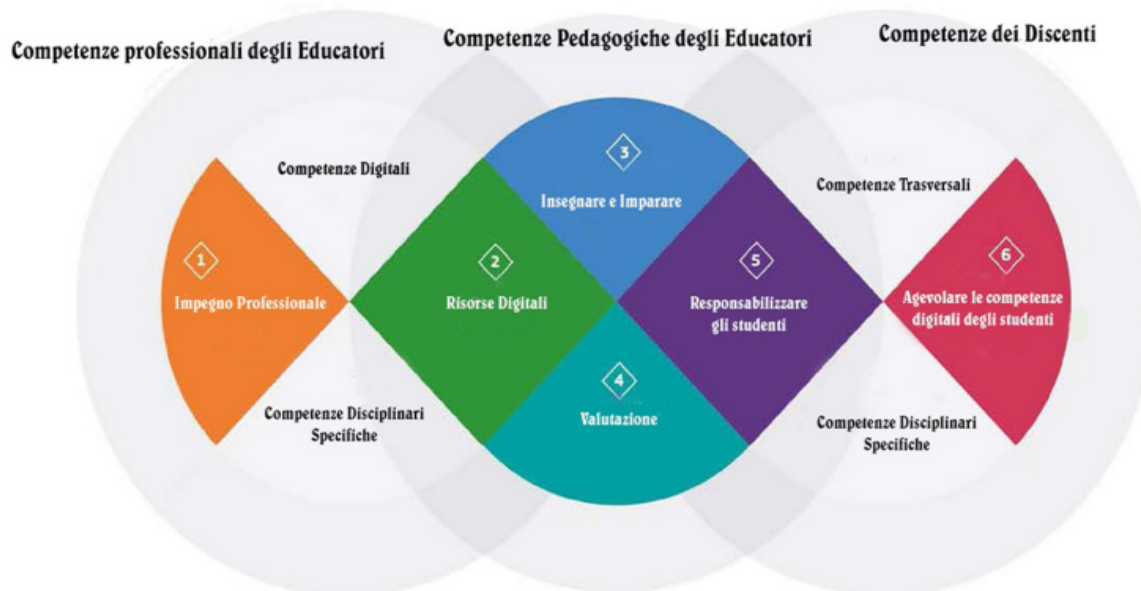 Competenze professionali degli Educatori
Competenze Pedagogiche degli Educatori
Competenze dei Discenti
Competenze Digitali
Competenze Disciplinari
Specifiche
1
Impegno Professionale
2
Risorse Digitali
3
Insegnare e Imparare
4
Valutazione
5
Responsabilizzare
gli studenti
Competenze Trasversali
Competenze Disciplinari
Specifiche
6
Agevolare le competenze
digitali degli studenti